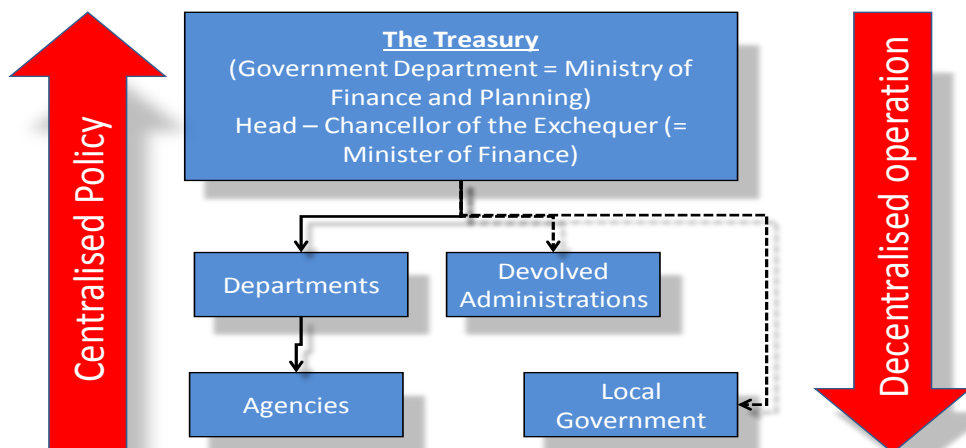 The Treasury
(Government Department = Ministry of
Finance and Planning)
Head – Chancellor of the Exchequer (=
Minister of Finance)
Centralised Policy
Decentralised operation
Departments
Devolved
Administrations
Agencies
Local
Government